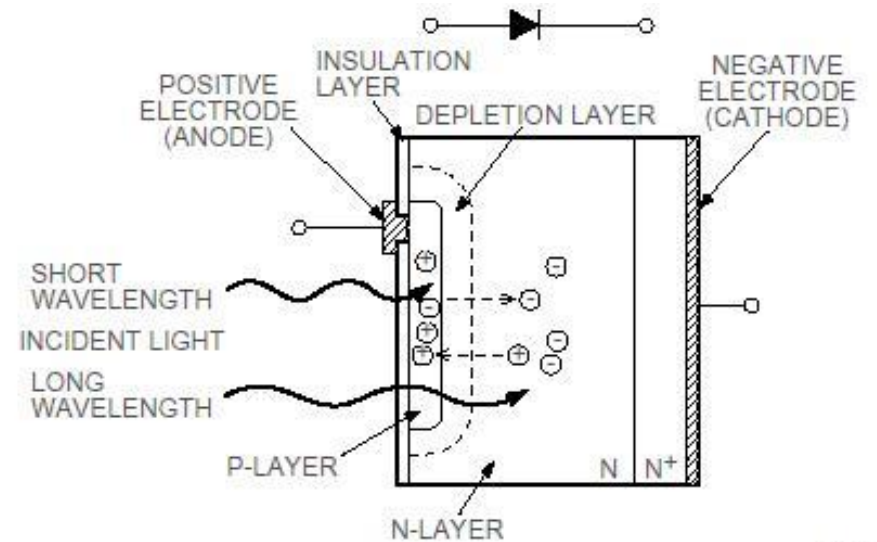 INSULATION
LAYER
POSITIVE
ELECTRODE
(ANODE)
DEPLETION LAYER
NEGATIVE
ELECTRODE
(CATHODE)
SHORT
WAVELENGTH
INCIDENT LIGHT
LONG
WAVELENGTH
P-LAYER
N-LAYER
N
N+